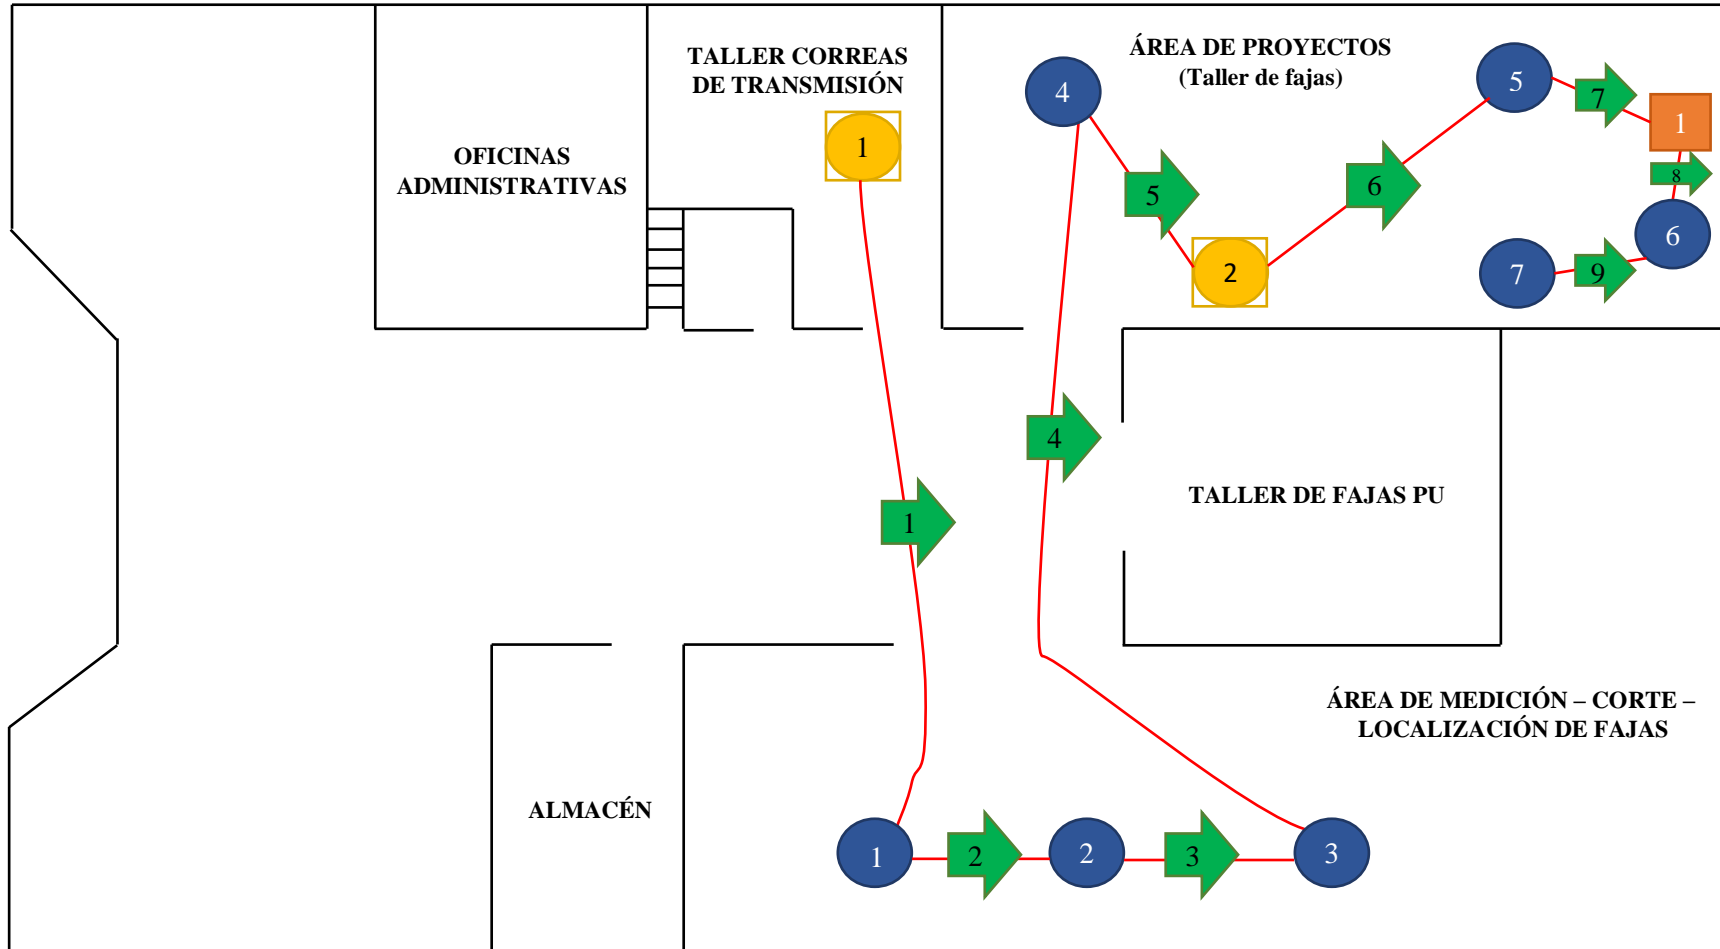 TALLER CORREAS
DE TRANSMISIÓN
ÁREA DE PROYECTOS
(Taller de fajas)
OFICINAS
ADMINISTRATIVAS
1
4
5
7
1
8
5
6
2
6
7
9
4
1
TALLER DE FAJAS PU
ÁREA DE MEDICIÓN – CORTE –
LOCALIZACIÓN DE FAJAS
ALMACÉN
1
2
2
3
3